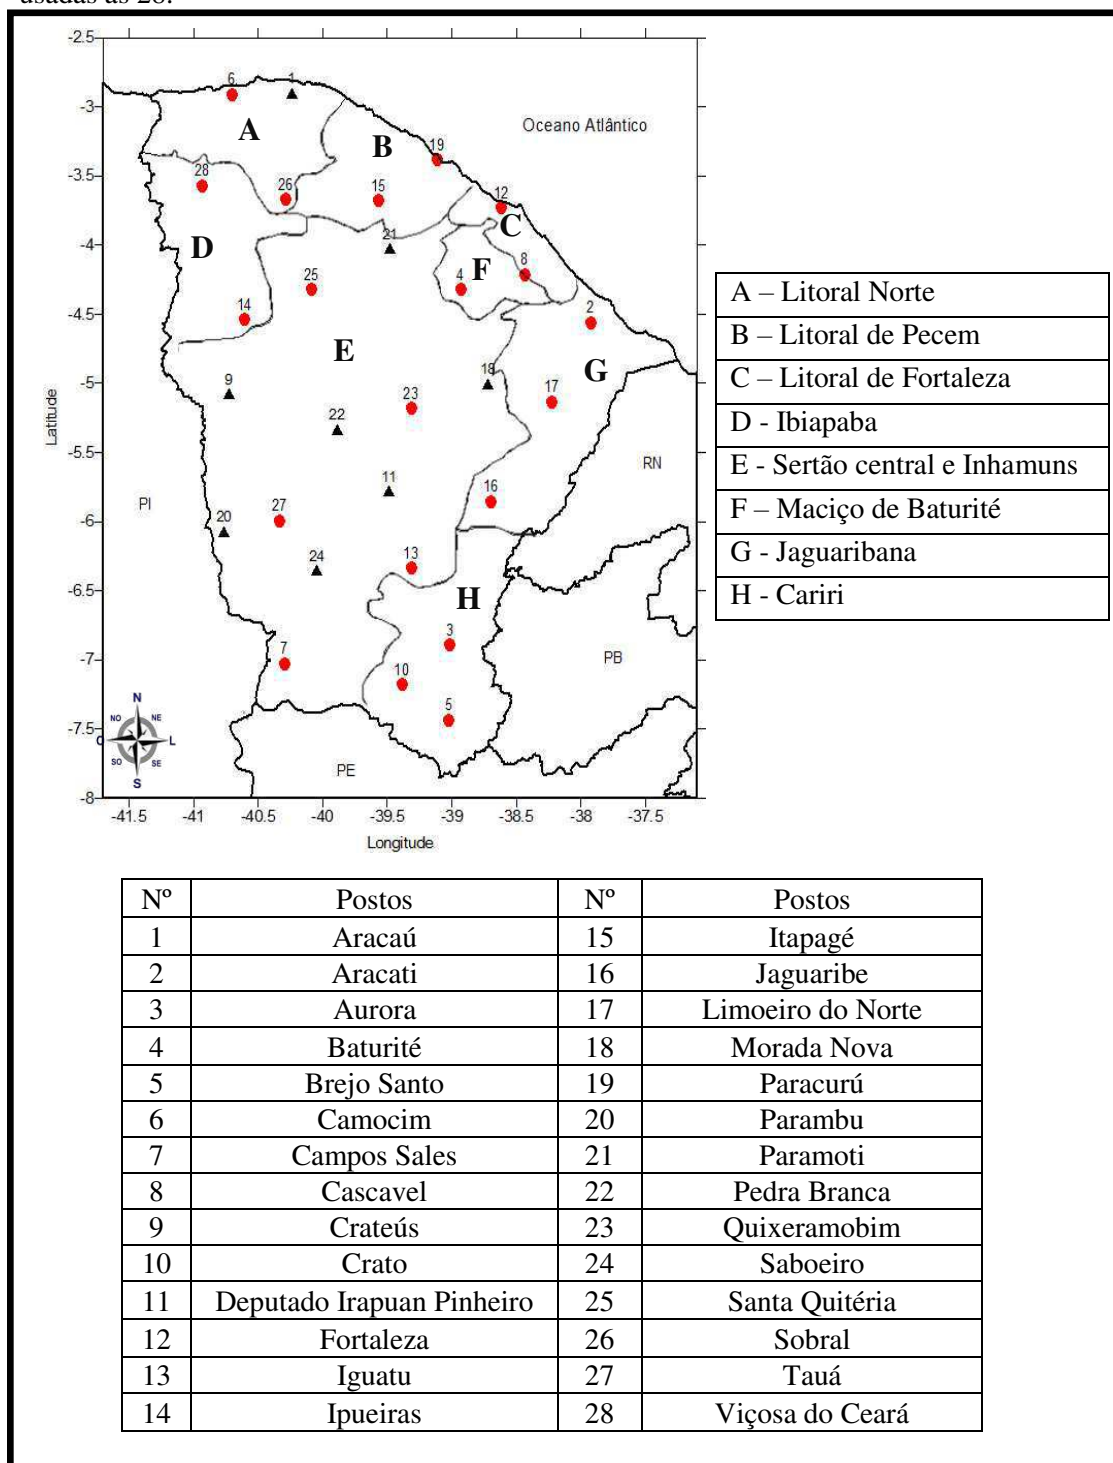 usadas as 28.
-2.5
6
1
-3
A
B
Oceano Atlântico
19
-3.5
28
26
15
12
C
-4
D
21
F
8
25
4
A – Litoral Norte
14
2
-4.5
B – Litoral de Pecem
E
18
G
C – Litoral de Fortaleza
9
-5
23
17
D - Ibiapaba
22
Latitude
-5.5
E - Sertão central e Inhamuns
RN
11
16
PI
F – Maciço de Baturité
20
27
-6
G - Jaguaribana
24
13
-6.5
H
H - Cariri
3
7
-7
10
PB
5
N
NO NE
-7.5
O L
SO SE
S
PE
-8
-41.5 -41 -40.5 -40 -39.5 -39 -38.5 -38 -37.5
Longitude
Nº Postos Nº Postos
1 Aracaú 15 Itapagé
2 Aracati 16 Jaguaribe
3 Aurora 17 Limoeiro do Norte
4 Baturité 18 Morada Nova
5 Brejo Santo 19 Paracurú
6 Camocim 20 Parambu
7 Campos Sales 21 Paramoti
8 Cascavel 22 Pedra Branca
9 Crateús 23 Quixeramobim
10 Crato 24 Saboeiro
11 Deputado Irapuan Pinheiro 25 Santa Quitéria
12 Fortaleza 26 Sobral
13 Iguatu 27 Tauá
14 Ipueiras 28 Viçosa do Ceará